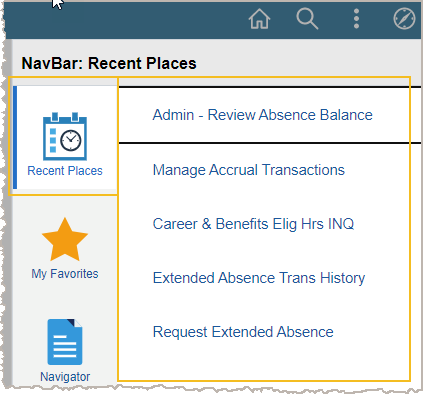 NavBar: Recent Places
Recent Places
My Favorites
Navigator
Admin - Review Absence Balance
Manage Accrual Transactions
Career & Benefits Elig Hrs INQ
Extended Absence Trans History
Request Extended Absence